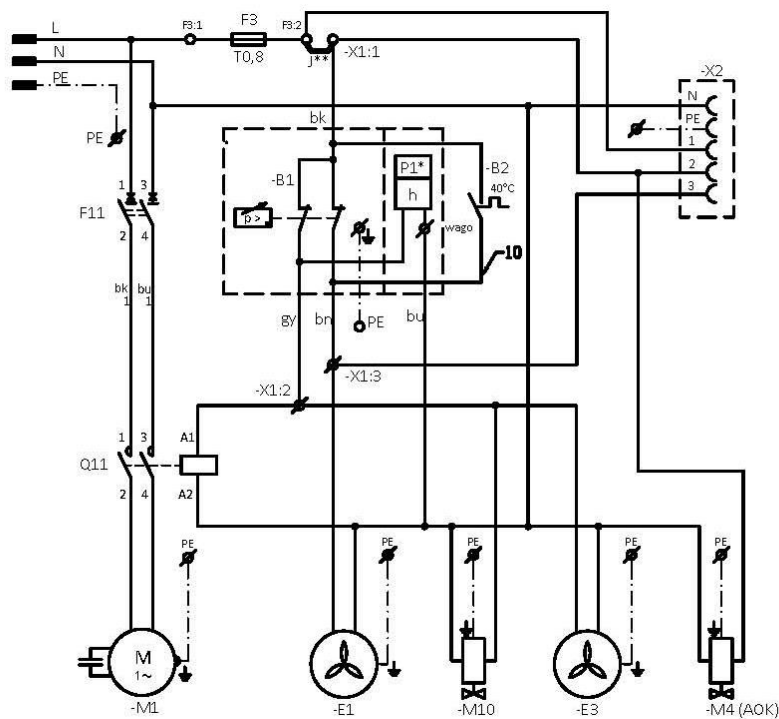 L F3:1 F3 F3:2
T0,8 J** -X1:1
N
PE
PE
-X2
N
PE
1
2
3
bk
-B1
P1*
h
-B2
40°C
wago
p >
10
1 3
F11
2 4
bk bu
1 1
gy bn PE bu
-X1:3
-X1:2
1 3 A1
Q11
2 4 A2
PE PE PE PE PE
M
1~
-M1 -E1 -M10 -E3 -M4 (AOK)